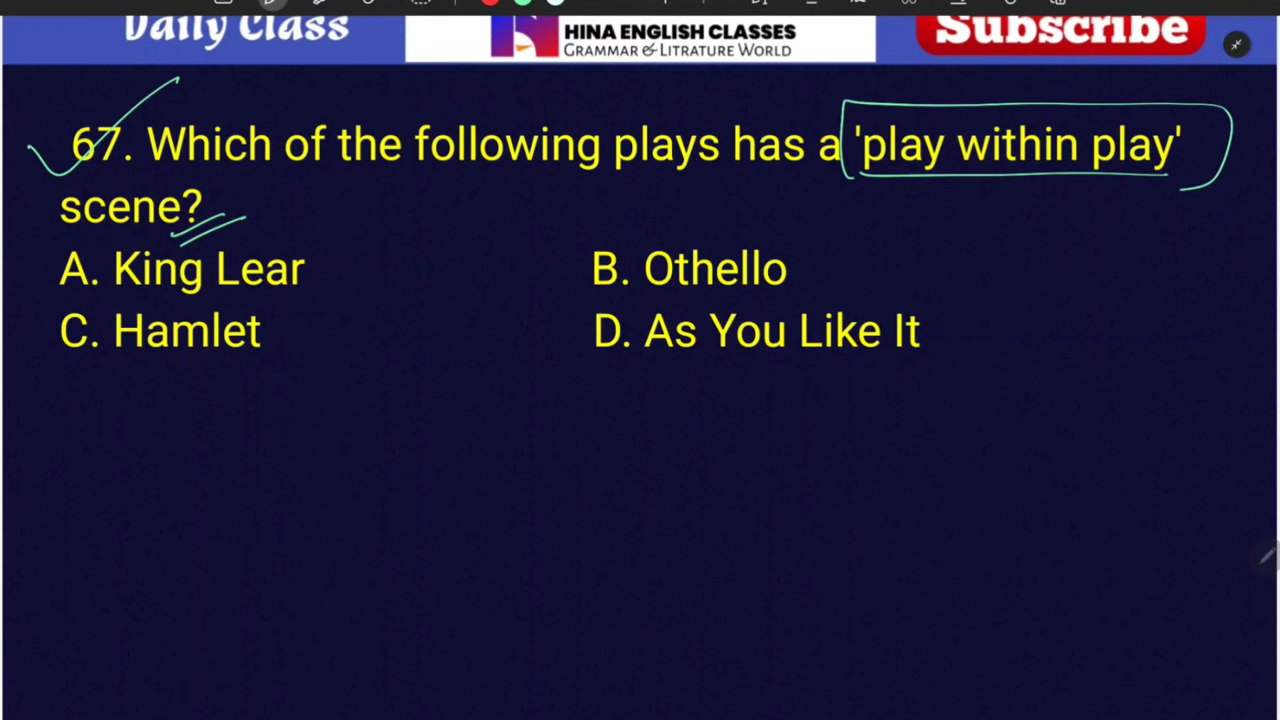 Daily Class
HINA ENGLISH CLASSES
GRAMMAR & LITRATURE WORLD
Subscribe
67. Which of the following plays has a 'play within play'
scene?
A. King Lear B. Othello
C. Hamlet D. As You Like It